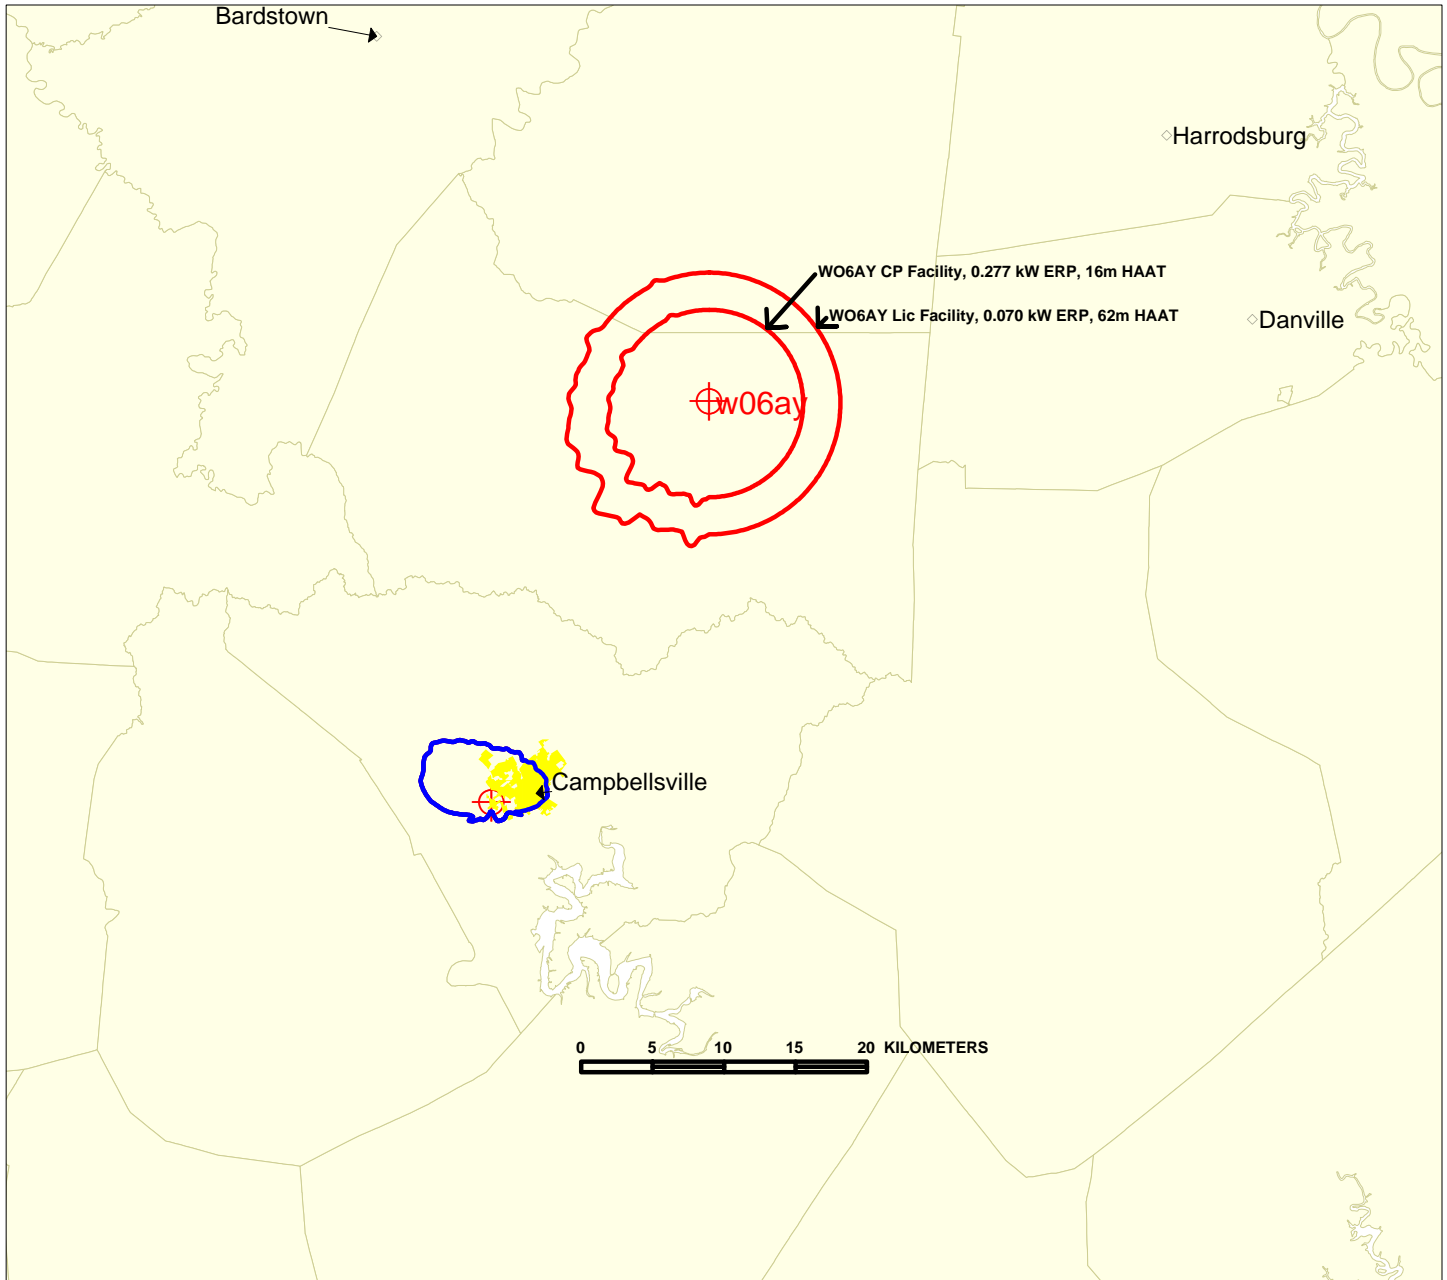 Bardstown
Harrodsburg
WO6AY CP Facility, 0.277 kW ERP, 16m HAAT
WO6AY Lic Facility, 0.070 kW ERP, 62m HAAT
Danville
w06ay
Campbellsville
0 5 10 15 20 KILOMETERS